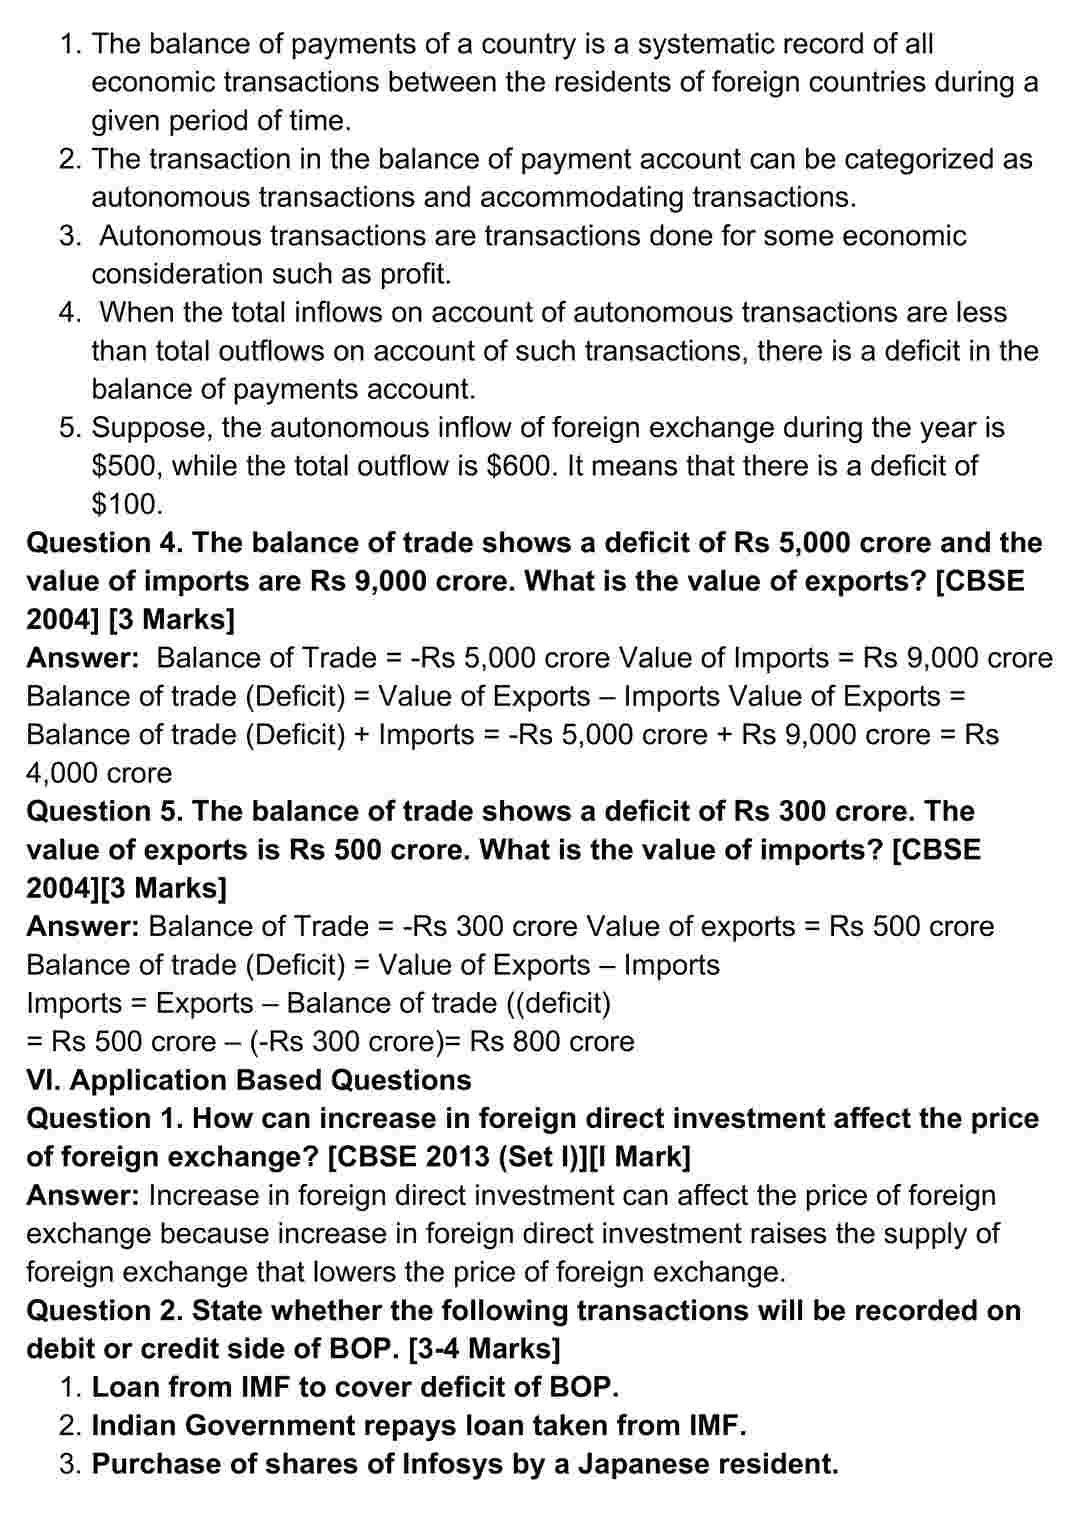 1. The balance of payments of a country is a systematic record of all
economic transactions between the residents of foreign countries during a
given period of time.
2. The transaction in the balance of payment account can be categorized as
autonomous transactions and accommodating transactions.
3. Autonomous transactions are transactions done for some economic
consideration such as profit.
4. When the total inflows on account of autonomous transactions are less
than total outflows on account of such transactions, there is a deficit in the
balance of payments account.
5. Suppose, the autonomous inflow of foreign exchange during the year is
$500, while the total outflow is $600. It means that there is a deficit of
$100.
Question 4. The balance of trade shows a deficit of Rs 5,000 crore and the
value of imports are Rs 9,000 crore. What is the value of exports? [CBSE
2004] [3 Marks]
Answer: Balance of Trade = -Rs 5,000 crore Value of Imports = Rs 9,000 crore
Balance of trade (Deficit) = Value of Exports – Imports Value of Exports =
Balance of trade (Deficit) + Imports = -Rs 5,000 crore + Rs 9,000 crore = Rs
4,000 crore
Question 5. The balance of trade shows a deficit of Rs 300 crore. The
value of exports is Rs 500 crore. What is the value of imports? [CBSE
2004][3 Marks]
Answer: Balance of Trade = -Rs 300 crore Value of exports = Rs 500 crore
Balance of trade (Deficit) = Value of Exports – Imports
Imports = Exports – Balance of trade ((deficit)
= Rs 500 crore – (-Rs 300 crore)= Rs 800 crore
VI. Application Based Questions
Question 1. How can increase in foreign direct investment affect the price
of foreign exchange? [CBSE 2013 (Set I)][I Mark]
Answer: Increase in foreign direct investment can affect the price of foreign
exchange because increase in foreign direct investment raises the supply of
foreign exchange that lowers the price of foreign exchange.
Question 2. State whether the following transactions will be recorded on
debit or credit side of BOP. [3-4 Marks]
1. Loan from IMF to cover deficit of BOP.
2. Indian Government repays loan taken from IMF.
3. Purchase of shares of Infosys by a Japanese resident.